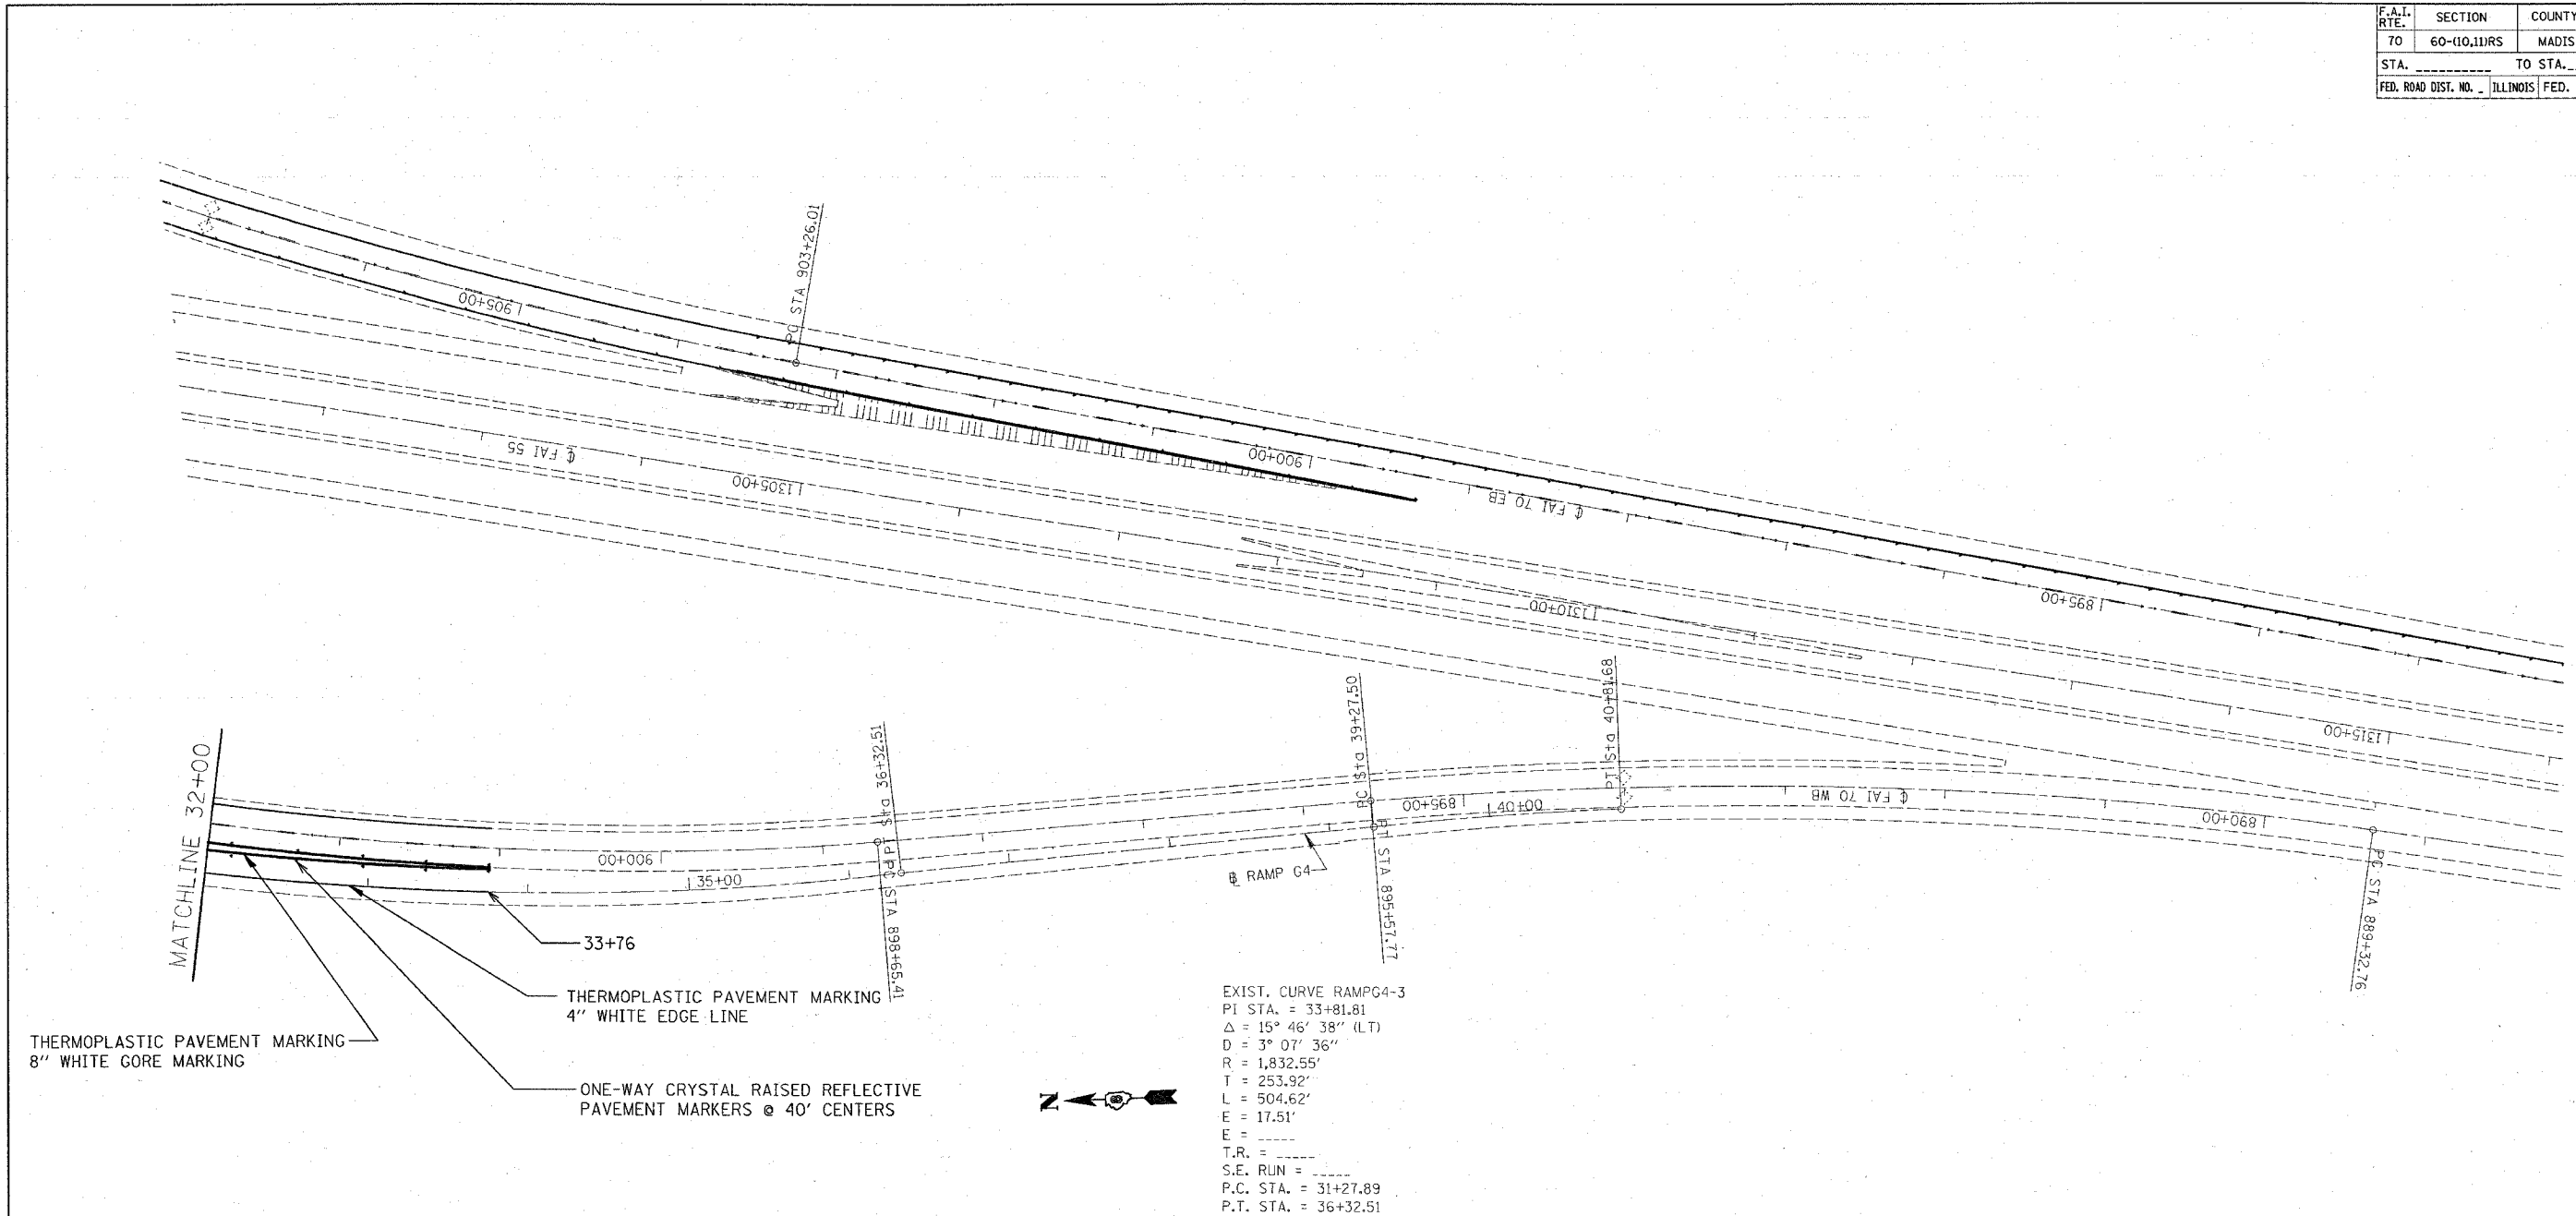 F.A.I. RTE. SECTION COUNTY
70 60-(10,11)RS MADIS
STA. __________ TO STA._
FED. ROAD DIST. NO. _ ILLINOIS FED.
PC STA 903+26.01
905+00
℄ FAI 55
1305+00
900+00
℄ FAI 70 EB
1310+00
895+00
1315+00
MATCHLINE 32+00
PT Sta 36+32.51
PC STA 898+65.41
PC Sta 39+27.50
PT STA 895+57.77
PT Sta 40+81.68
900+00
35+00
895+00
40+00
℄ FAI 70 WB
890+00
RAMP G4
PC STA 889+32.76
33+76
THERMOPLASTIC PAVEMENT MARKING
4" WHITE EDGE LINE
THERMOPLASTIC PAVEMENT MARKING
8" WHITE GORE MARKING
ONE-WAY CRYSTAL RAISED REFLECTIVE
PAVEMENT MARKERS @ 40' CENTERS
N
EXIST. CURVE RAMPG4-3
PI STA. = 33+81.81
Δ = 15° 46' 38" (LT)
D = 3° 07' 36"
R = 1,832.55'
T = 253.92'
L = 504.62'
E = 17.51'
E = _____
T.R. = _____
S.E. RUN = _____
P.C. STA. = 31+27.89
P.T. STA. = 36+32.51